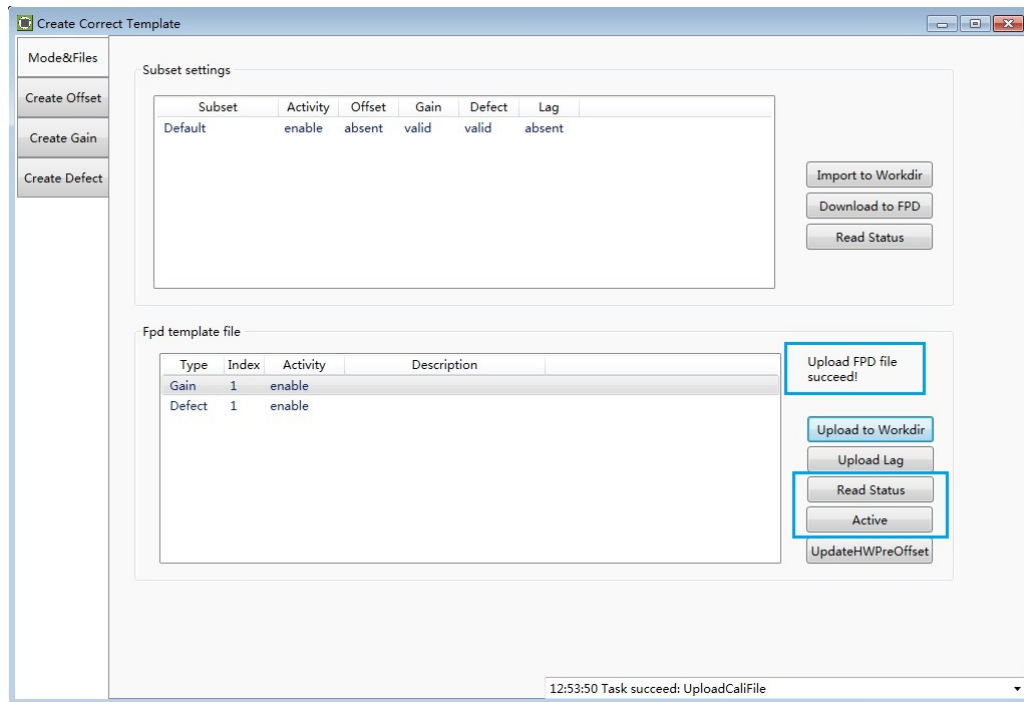 Create Correct Template
Mode&Files
Create Offset
Create Gain
Create Defect
Subset settings
Subset Activity Offset Gain Defect Lag
Default enable absent valid valid absent
Import to Workdir
Download to FPD
Read Status
Fpd template file
Type Index Activity Description
Gain 1 enable
Defect 1 enable
Upload FPD file
succeed!
Upload to Workdir
Upload Lag
Read Status
Active
UpdateHWPreOffset
12:53:50 Task succeed: UploadCaliFile